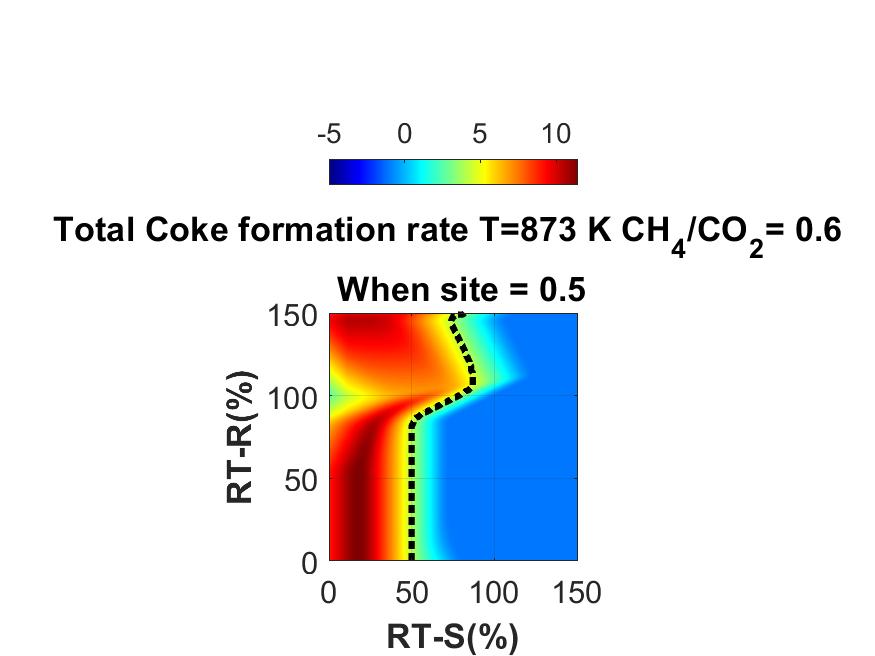 -5 0 5 10
Total Coke formation rate T=873 K CH4/CO2= 0.6
When site = 0.5
150
100
50
0
RT-R(%)
0 50 100 150
RT-S(%)